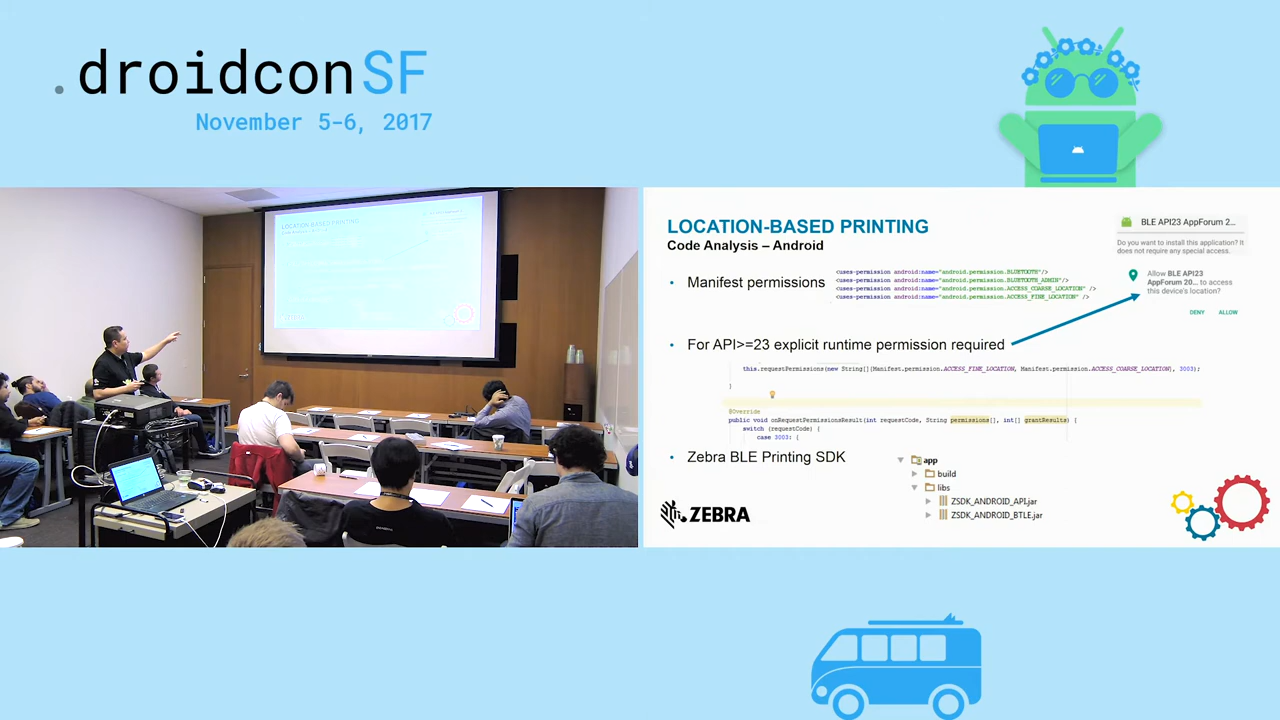 .droidconSF
November 5-6, 2017
LOCATION-BASED PRINTING
Code Analysis – Android
• Manifest permissions
<uses-permission android:name="android.permission.BLUETOOTH"/>
<uses-permission android:name="android.permission.BLUETOOTH_ADMIN"/>
<uses-permission android:name="android.permission.ACCESS_COARSE_LOCATION" />
<uses-permission android:name="android.permission.ACCESS_FINE_LOCATION" />
BLE API23 AppForum 2...
Do you want to install this application? It
does not require any special access.
Allow BLE API23
AppForum 20... to access
this device's location?
DENY ALLOW
• For API>=23 explicit runtime permission required
this.requestPermissions(new String[]{Manifest.permission.ACCESS_FINE_LOCATION, Manifest.permission.ACCESS_COARSE_LOCATION}, 3003);
}
@Override
public void onRequestPermissionsResult(int requestCode, String permissions[], int[] grantResults) {
switch (requestCode) {
case 3003: {
• Zebra BLE Printing SDK
app
build
libs
ZSDK_ANDROID_API.jar
ZSDK_ANDROID_BTLE.jar
ZEBRA
LOCATION-BASED PRINTING